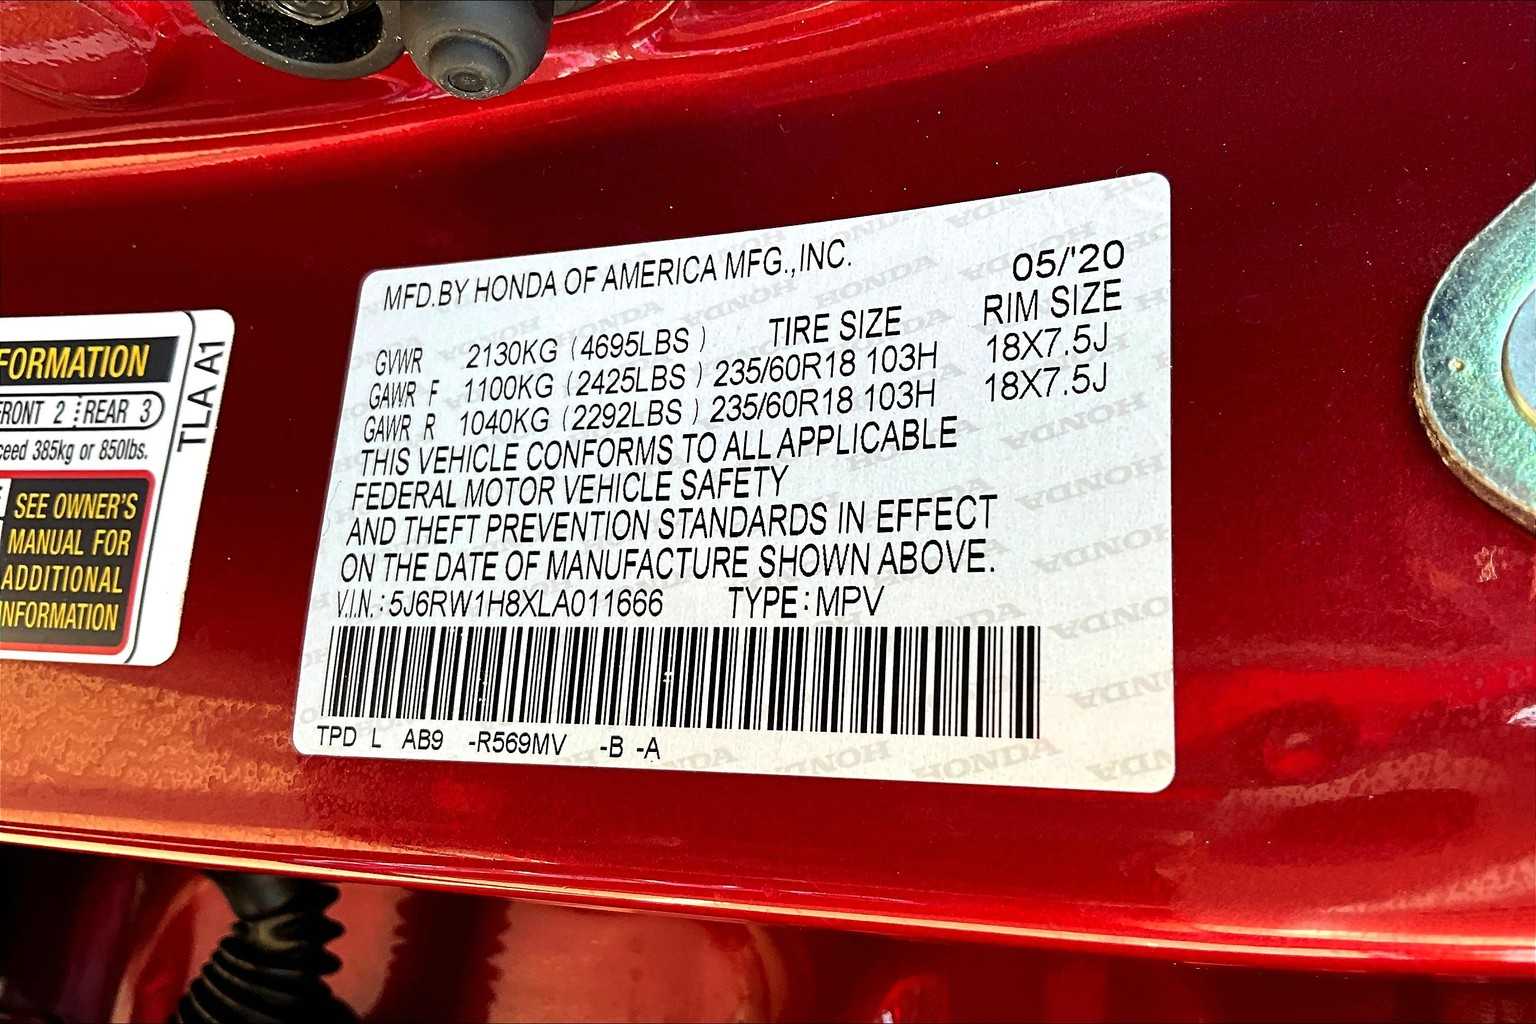 FORMATION
FRONT 2 REAR 3
ceed 385kg or 850lbs.
SEE OWNER'S
MANUAL FOR
ADDITIONAL
INFORMATION
TLA A1
MFD.BY HONDA OF AMERICA MFG.,INC. 05/'20
GVWR 2130KG (4695LBS ) TIRE SIZE RIM SIZE
GAWR F 1100KG (2425LBS ) 235/60R18 103H 18X7.5J
GAWR R 1040KG (2292LBS ) 235/60R18 103H 18X7.5J
THIS VEHICLE CONFORMS TO ALL APPLICABLE
FEDERAL MOTOR VEHICLE SAFETY
AND THEFT PREVENTION STANDARDS IN EFFECT
ON THE DATE OF MANUFACTURE SHOWN ABOVE.
V.I.N.: 5J6RW1H8XLA011666 TYPE: MPV
TPD L AB9 -R569MV -B -A